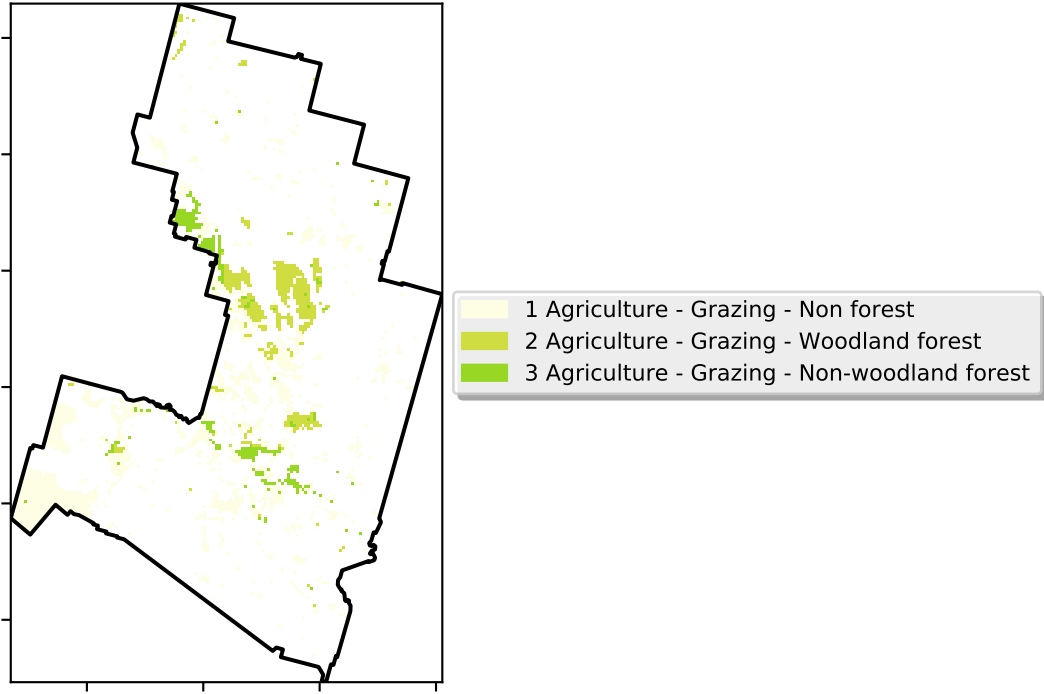 1 Agriculture - Grazing - Non forest
2 Agriculture - Grazing - Woodland forest
3 Agriculture - Grazing - Non-woodland forest